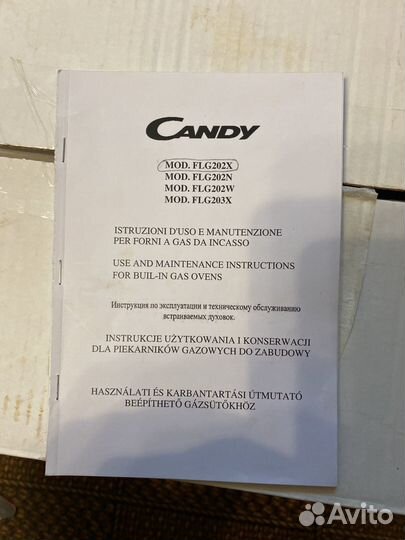 CANDY
MOD. FLG202X
MOD. FLG202N
MOD. FLG202W
MOD. FLG203X
ISTRUZIONI D'USO E MANUTENZIONE
PER FORNI A GAS DA INCASSO
USE AND MAINTENANCE INSTRUCTIONS
FOR BUIL-IN GAS OVENS
Инструкция по эксплуатации и техническому обслуживанию
встраиваемых духовок.
INSTRUKCJE UŻYTKOWANIA I KONSERWACJI
DLA PIEKARNIKÓW GAZOWYCH DO ZABUDOWY
HASZNÁLATI ÉS KARBANTARTÁSI ÚTMUTATÓ
BEÉPÍTHETŐ GÁZSÜTŐKHÖZ
Avito